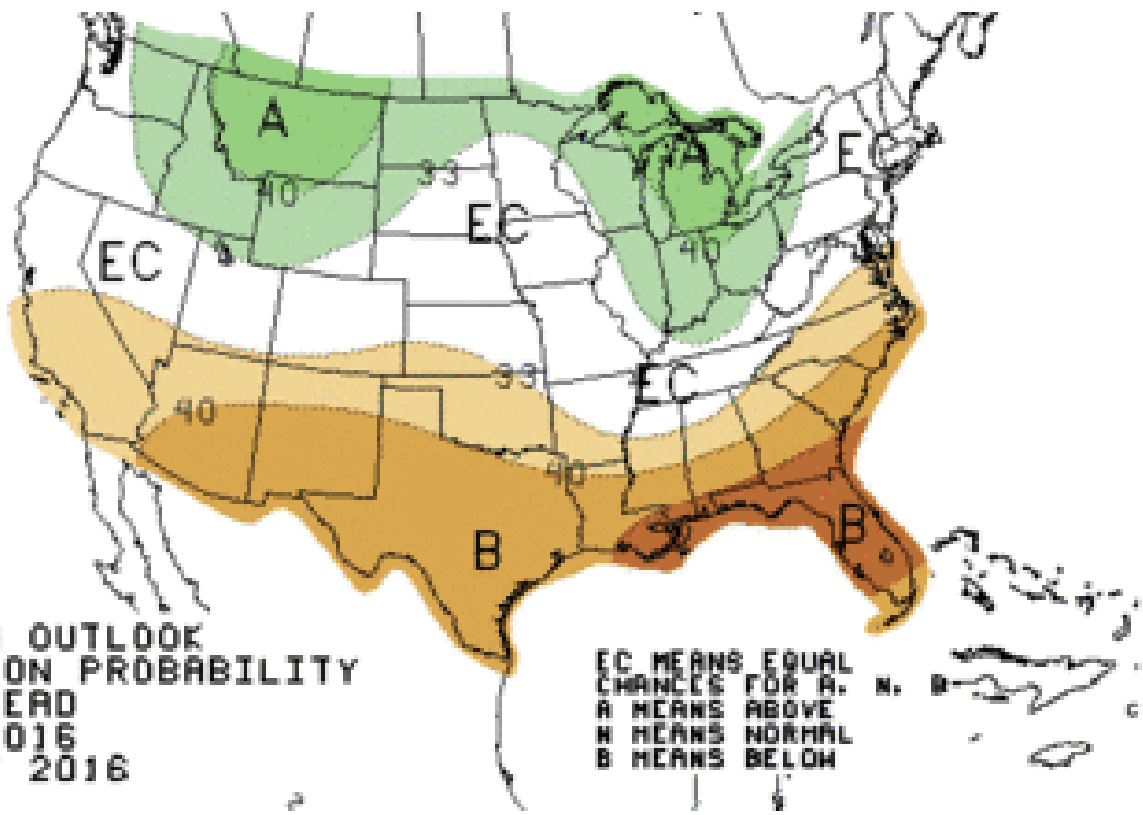 A
A
EC
33
40
EC
EC
40
EC
33
EC
40
40
B
B
OUTLOOK
ON PROBABILITY
EAD
016
2016
EC MEANS EQUAL
CHANCES FOR A, N, B
A MEANS ABOVE
N MEANS NORMAL
B MEANS BELOW